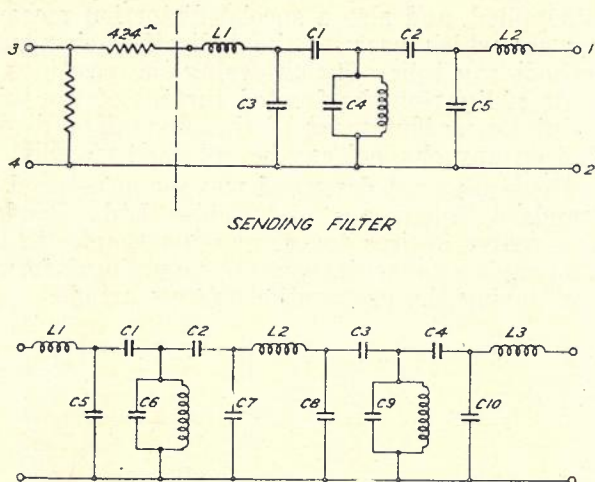 424 Ω L1 C1 C2 L2
3 1
C3 C4 C5
4 2
SENDING FILTER
L1 C1 C2 L2 C3 C4 L3
C5 C6 C7 C8 C9 C10